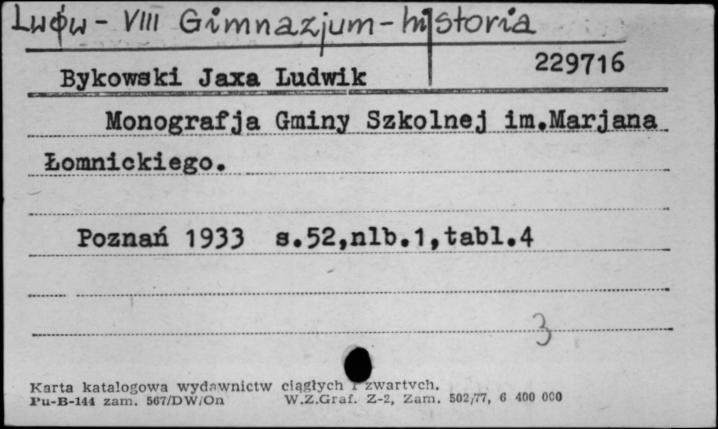 Lwów - VIII Gimnazjum - historia
Bykowski Jaxa Ludwik 229716
Monografja Gminy Szkolnej im.Marjana
Łomnickiego.
Poznań 1933 s.52,nlb.1,tabl.4
3
Karta katalogowa wydawnictw ciągłych i zwartych.
Pu-B-144 zam. 567/DW/On W.Z.Graf. Z-2, Zam. 502/77, 6 400 000